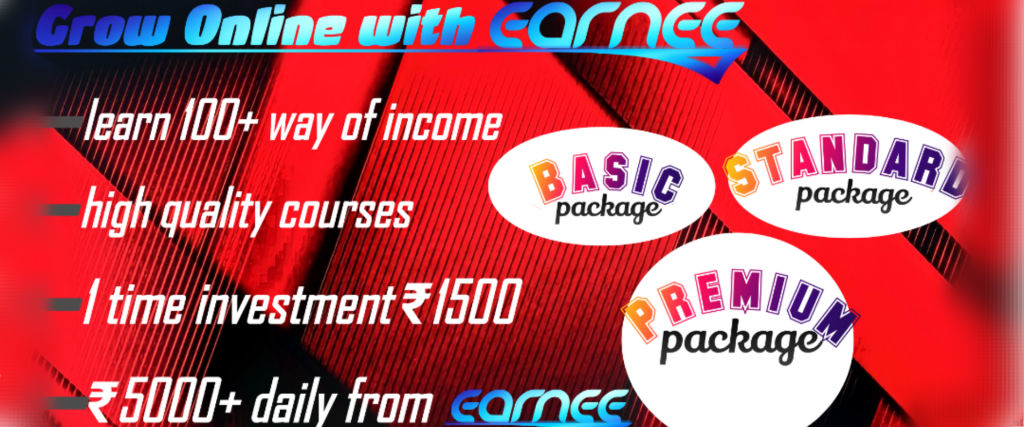 Grow Online with Earnee
learn 100+ way of income
high quality courses
1 time investment ₹1500
₹5000+ daily from Earnee
BASIC
package
STANDARD
package
PREMIUM
package